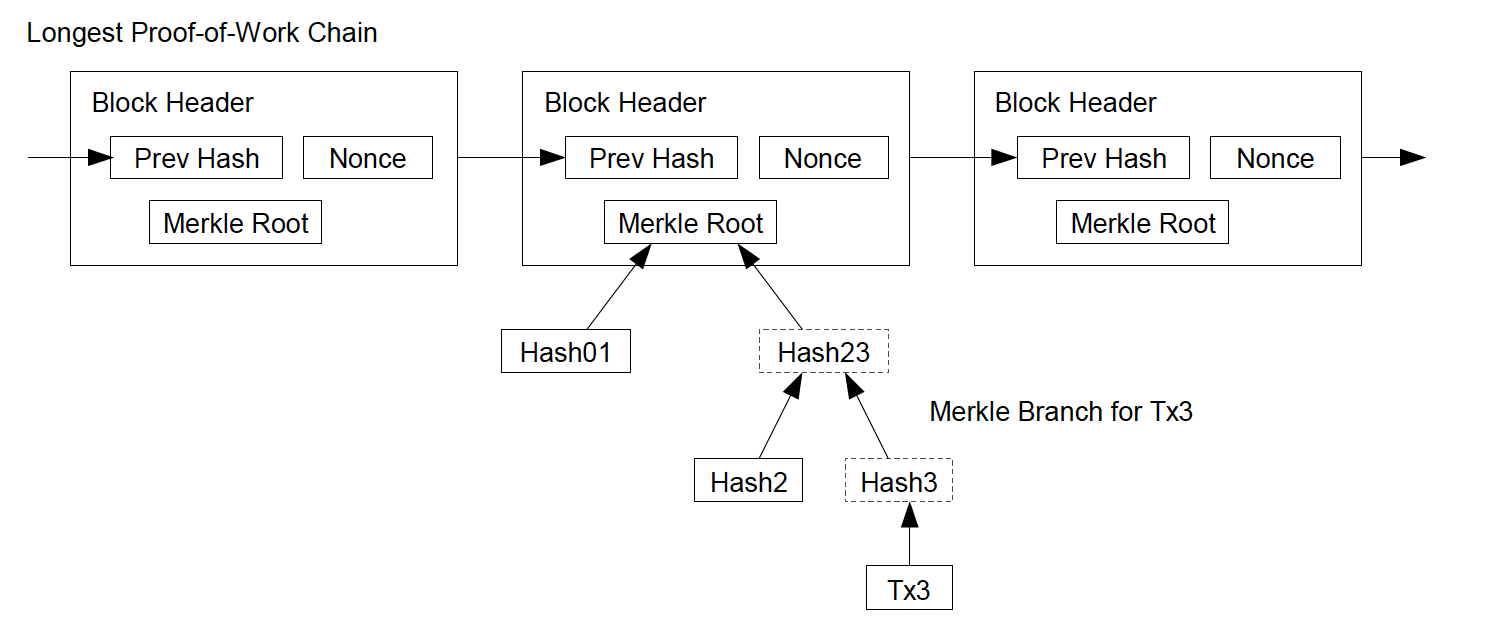 Longest Proof-of-Work Chain
Block Header
Prev Hash
Nonce
Merkle Root
Block Header
Prev Hash
Nonce
Merkle Root
Block Header
Prev Hash
Nonce
Merkle Root
Hash01
Hash23
Merkle Branch for Tx3
Hash2
Hash3
Tx3